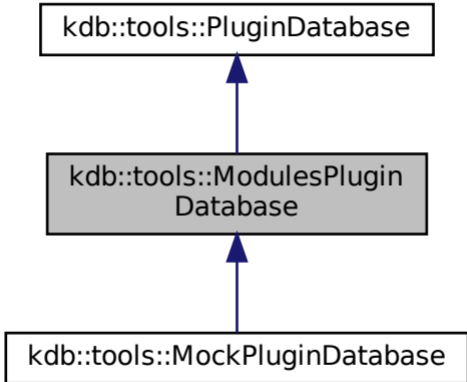 kdb::tools::PluginDatabase
kdb::tools::ModulesPlugin
Database
kdb::tools::MockPluginDatabase